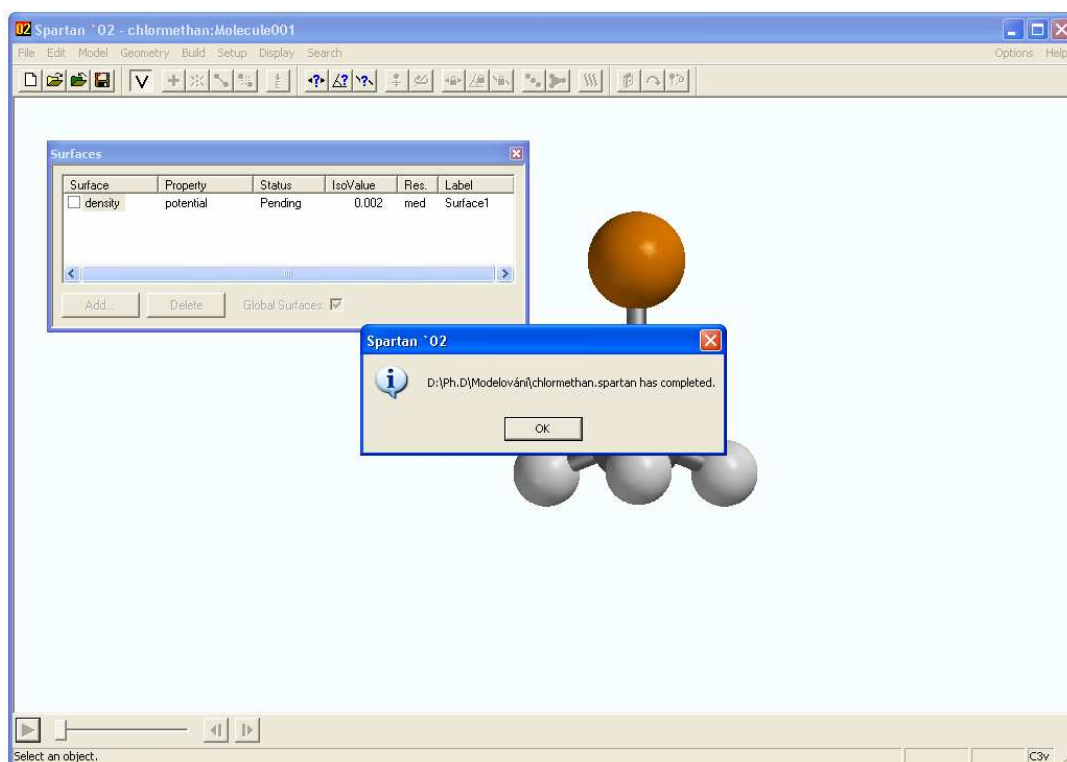 02 Spartan `02 - chlormethan:Molecule001
File Edit Model Geometry Build Setup Display Search Options Help
V
Surfaces
Surface Property Status IsoValue Res. Label
density potential Pending 0.002 med Surface1
Add... Delete Global Surfaces:
Spartan `02
D:\Ph.D\Modelování\chlormethan.spartan has completed.
OK
Select an object. C3v